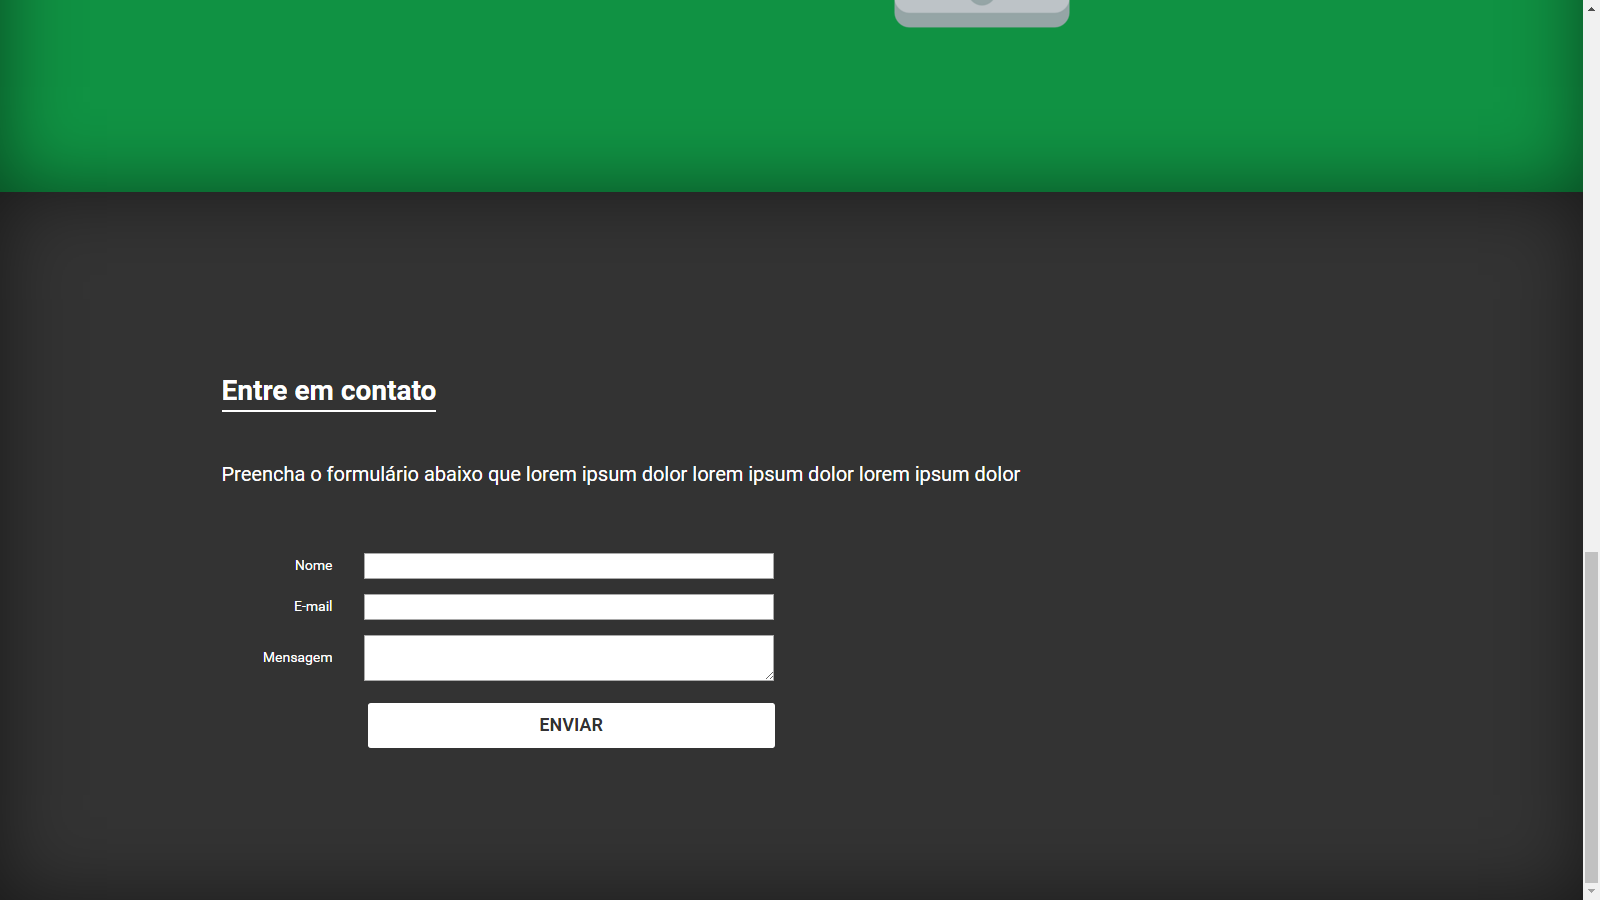 Entre em contato
Preencha o formulário abaixo que lorem ipsum dolor lorem ipsum dolor lorem ipsum dolor
Nome
E-mail
Mensagem
ENVIAR